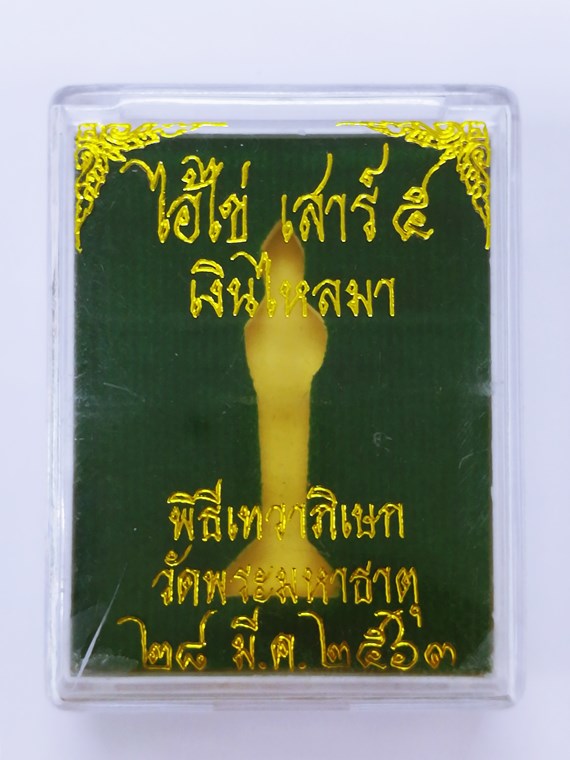 ไอ้ไข่ เสาร์ ๕
เงินไหลมา
พิธีเทวาภิเษก
วัดพระมหาธาตุ
๒๘ มี.ค. ๒๕๖๓